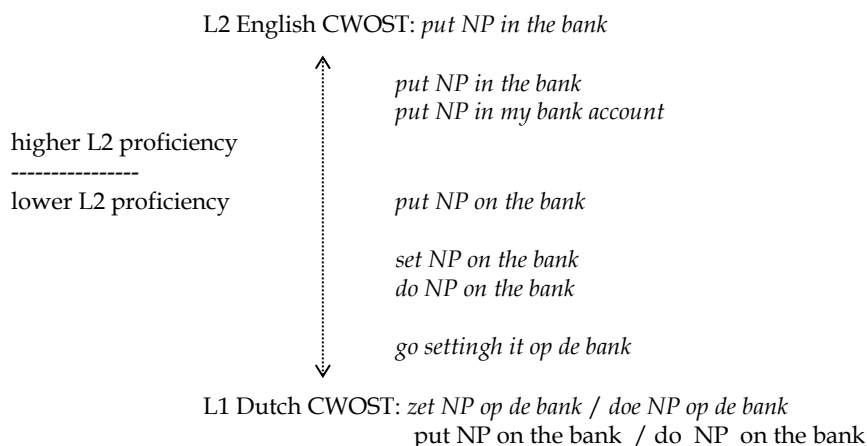 L2 English CWOST: put NP in the bank
put NP in the bank
put NP in my bank account
higher L2 proficiency
----------------
lower L2 proficiency put NP on the bank
set NP on the bank
do NP on the bank
go settingh it op de bank
L1 Dutch CWOST: zet NP op de bank / doe NP op de bank
put NP on the bank / do NP on the bank